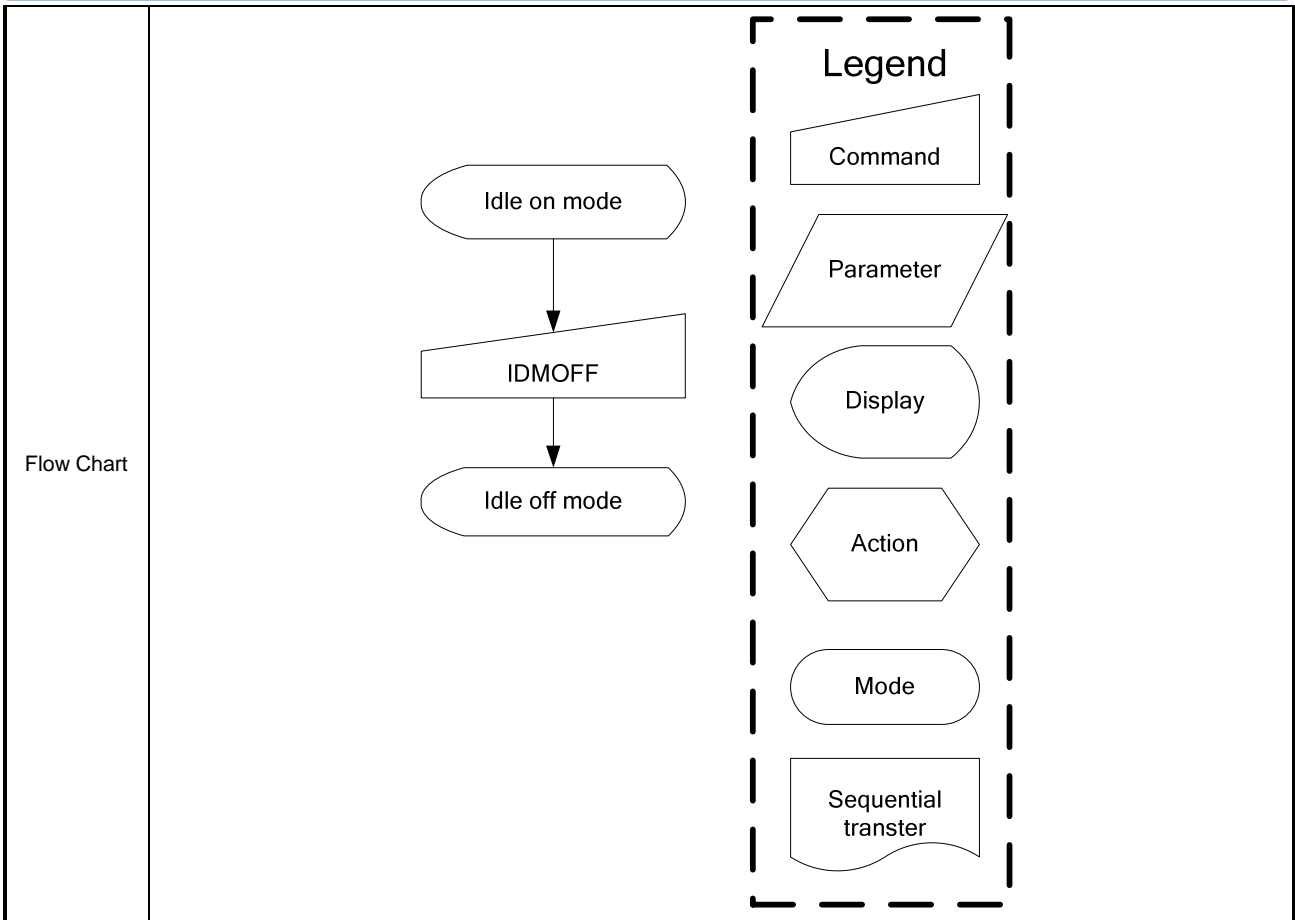 Flow Chart
Idle on mode
IDMOFF
Idle off mode
Legend
Command
Parameter
Display
Action
Mode
Sequential
transter